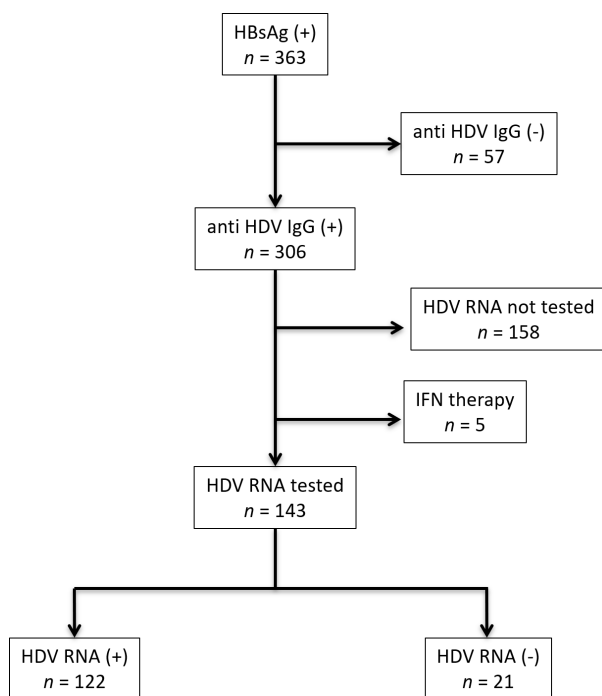 HBsAg (+)
n = 363
anti HDV IgG (-)
n = 57
anti HDV IgG (+)
n = 306
HDV RNA not tested
n = 158
IFN therapy
n = 5
HDV RNA tested
n = 143
HDV RNA (+)
n = 122
HDV RNA (-)
n = 21